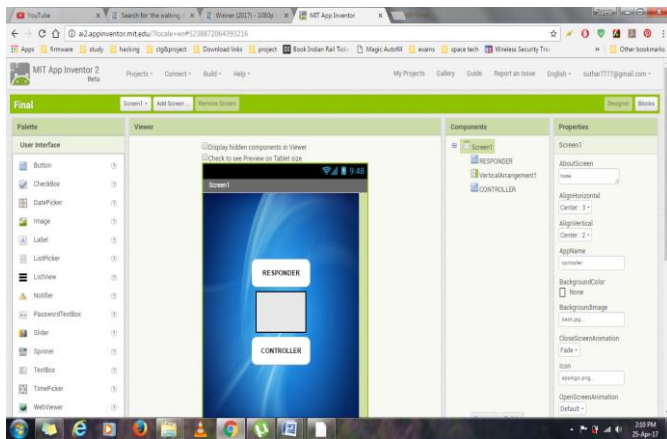 YouTube
Search for 'the walking
Winner (2017) - 1080p
MIT App Inventor
ai2.appinventor.mit.edu/?locale=en#5238872064393216
Apps
firmware
study
hacking
clg&project
Download links
project
Book Indian Rail Tick
Magic Autofill
exams
space tech
Wireless Security Trai
»
Other bookmarks
MIT App Inventor 2
Beta
Projects
Connect
Build
Help
My Projects
Gallery
Guide
Report an Issue
English
Final
Screen1
Add Screen ...
Remove Screen
Designer
Blocks
Palette
Viewer
Components
Properties
User Interface
Button
CheckBox
DatePicker
Image
Label
ListPicker
ListView
Notifier
PasswordTextBox
Slider
Spinner
TextBox
TimePicker
WebViewer
Display hidden components in Viewer
Check to see Preview on Tablet size.
9:48
Screen1
RESPONDER
CONTROLLER
Screen1
RESPONDER
VerticalArrangement1
CONTROLLER
Screen1
AboutScreen
AlignHorizontal
Center : 3
AlignVertical
Center : 2
AppName
controller
BackgroundColor
None
BackgroundImage
CloseScreenAnimation
Fade
Icon
applogo.png...
OpenScreenAnimation
Default
2:10 PM
25-Apr-17